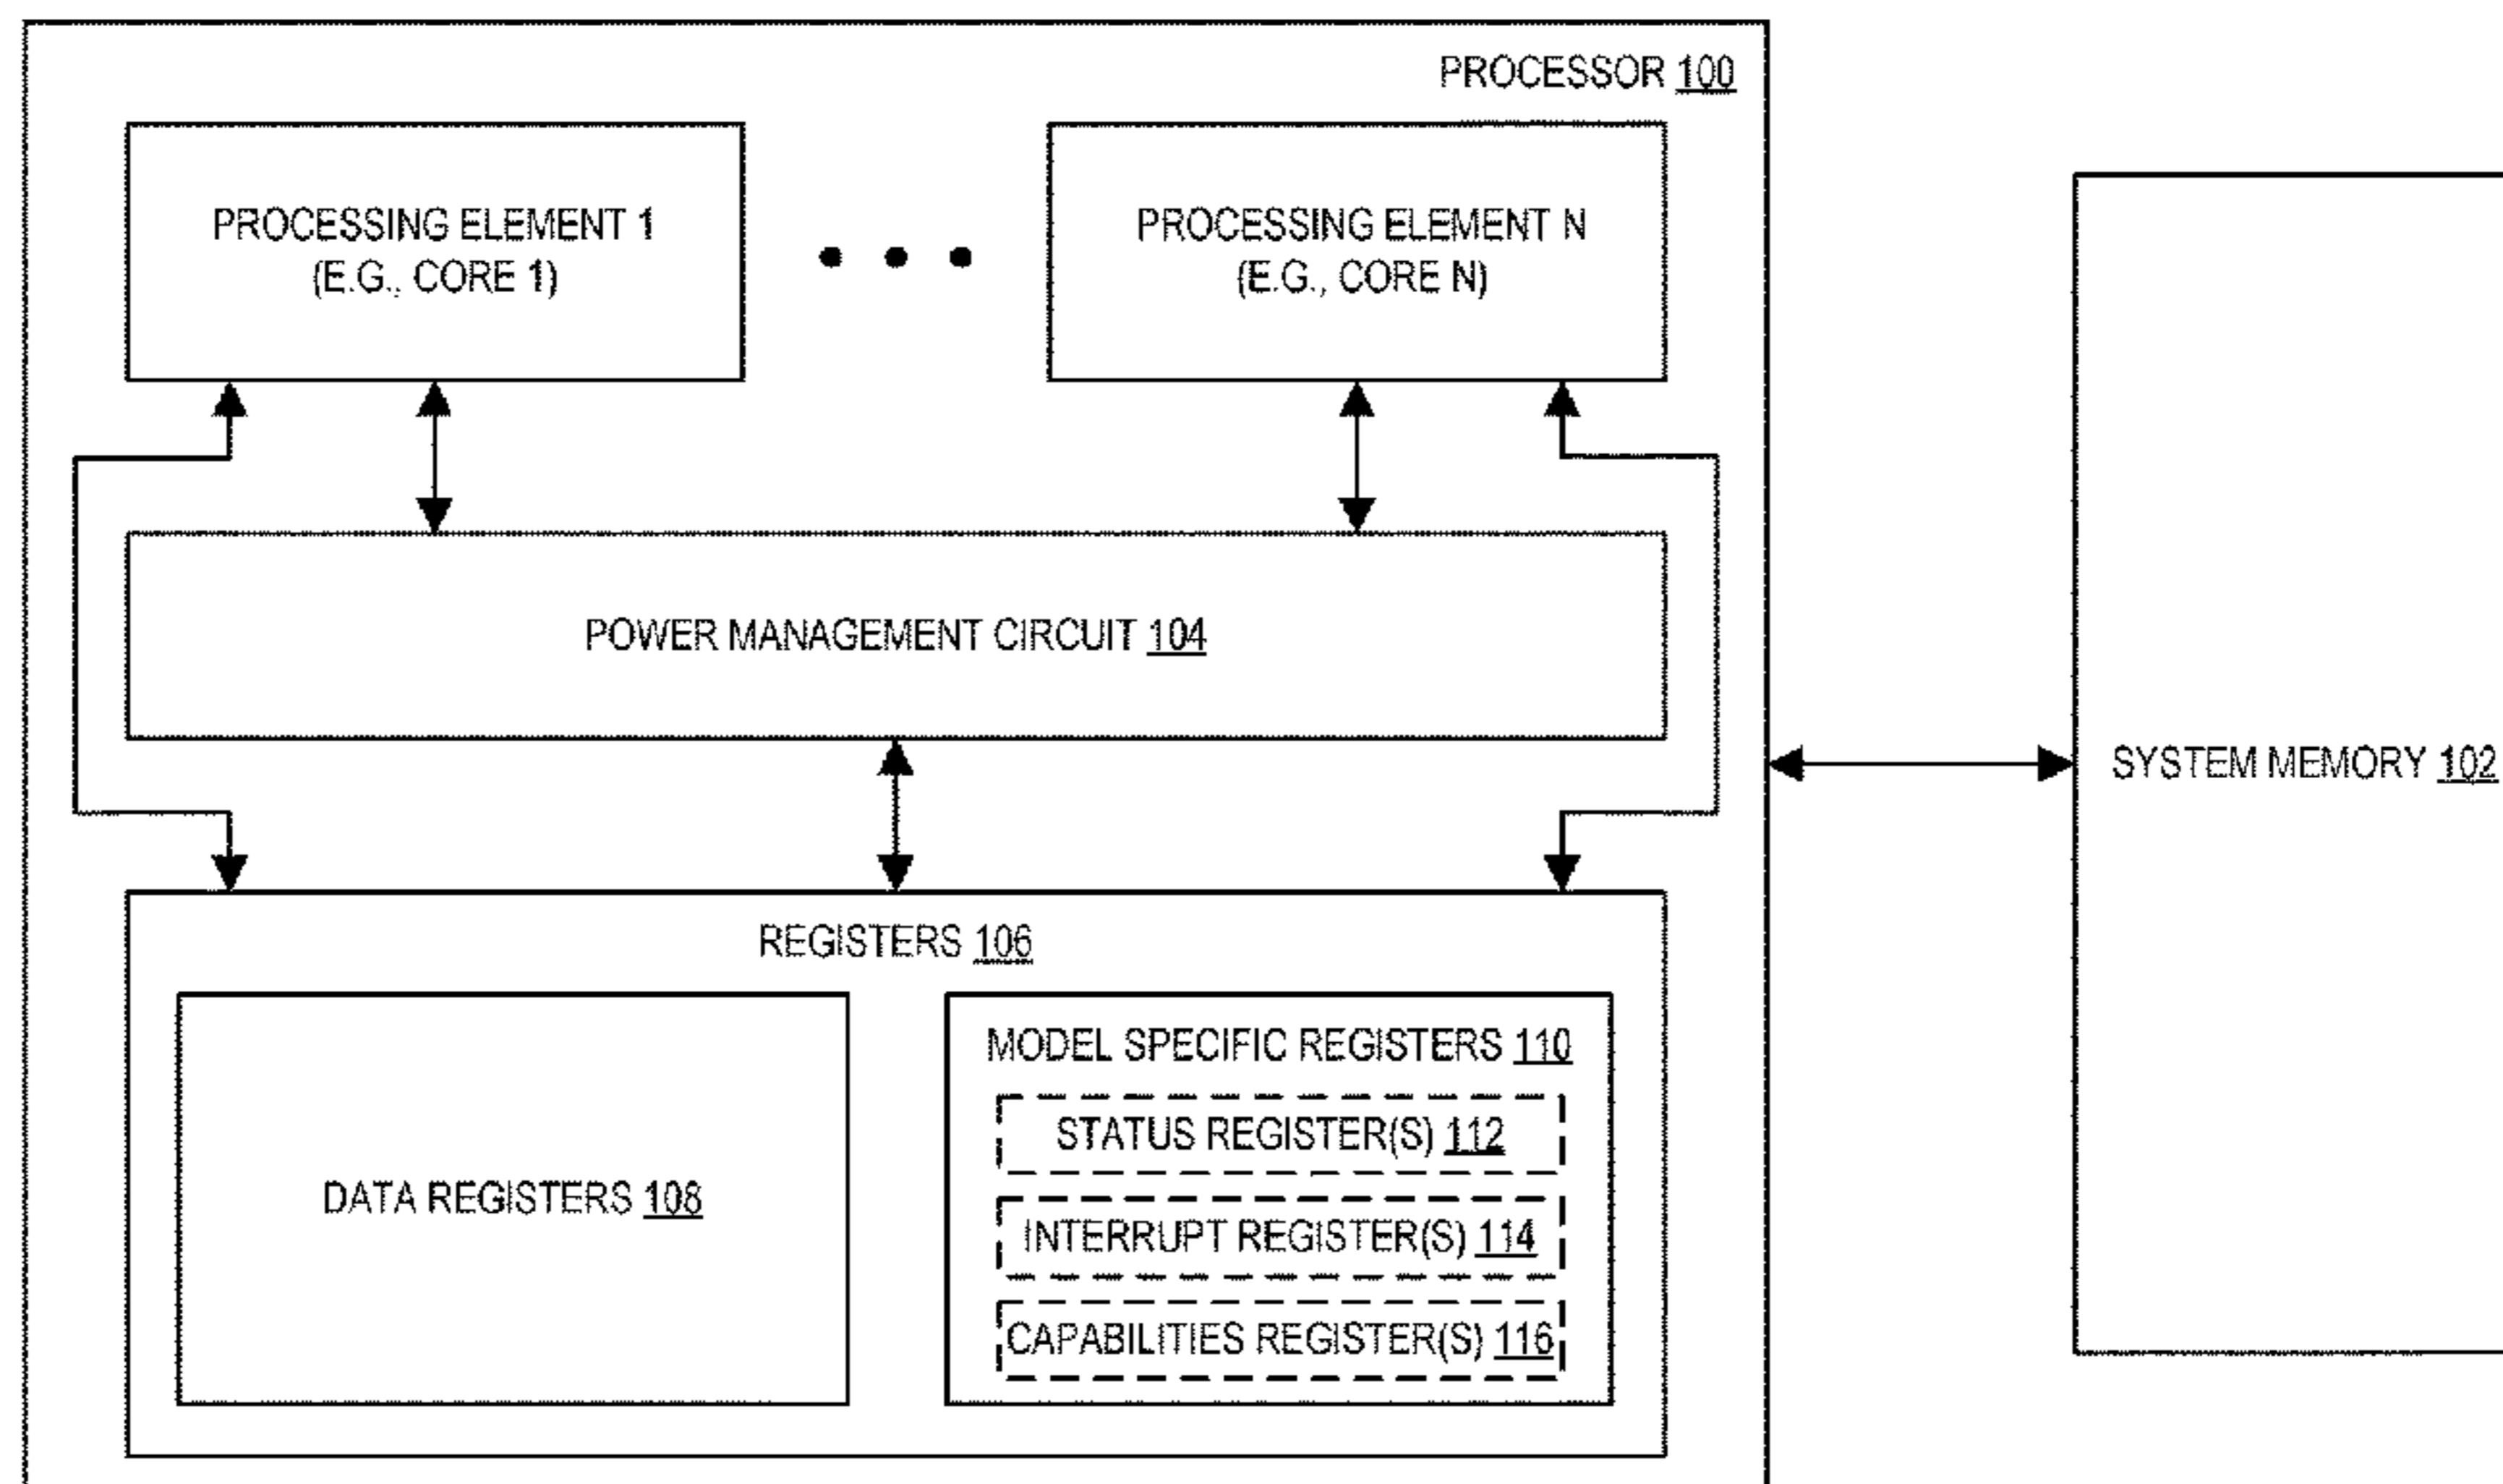 PROCESSOR 100
PROCESSING ELEMENT 1
(E.G., CORE 1)
PROCESSING ELEMENT N
(E.G., CORE N)
POWER MANAGEMENT CIRCUIT 104
SYSTEM MEMORY 102
REGISTERS 106
DATA REGISTERS 108
MODEL SPECIFIC REGISTERS 110
STATUS REGISTER(S) 112
INTERRUPT REGISTER(S) 114
CAPABILITIES REGISTER(S) 116